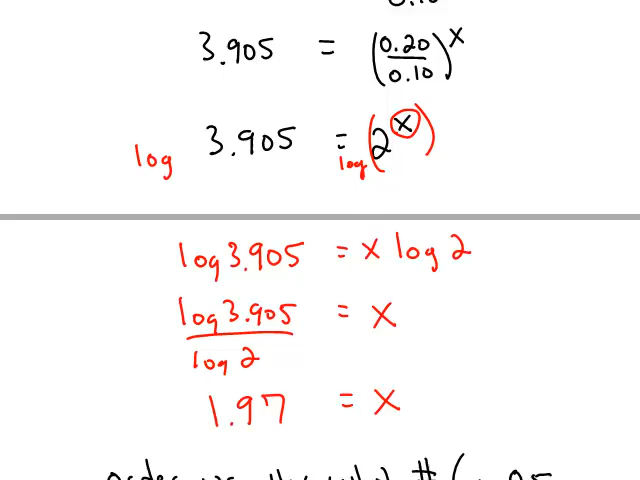 3.905 = (0.20/0.10)^x
log 3.905 = log(2^x)
log 3.905 = x log 2
log 3.905 / log 2 = x
1.97 = x